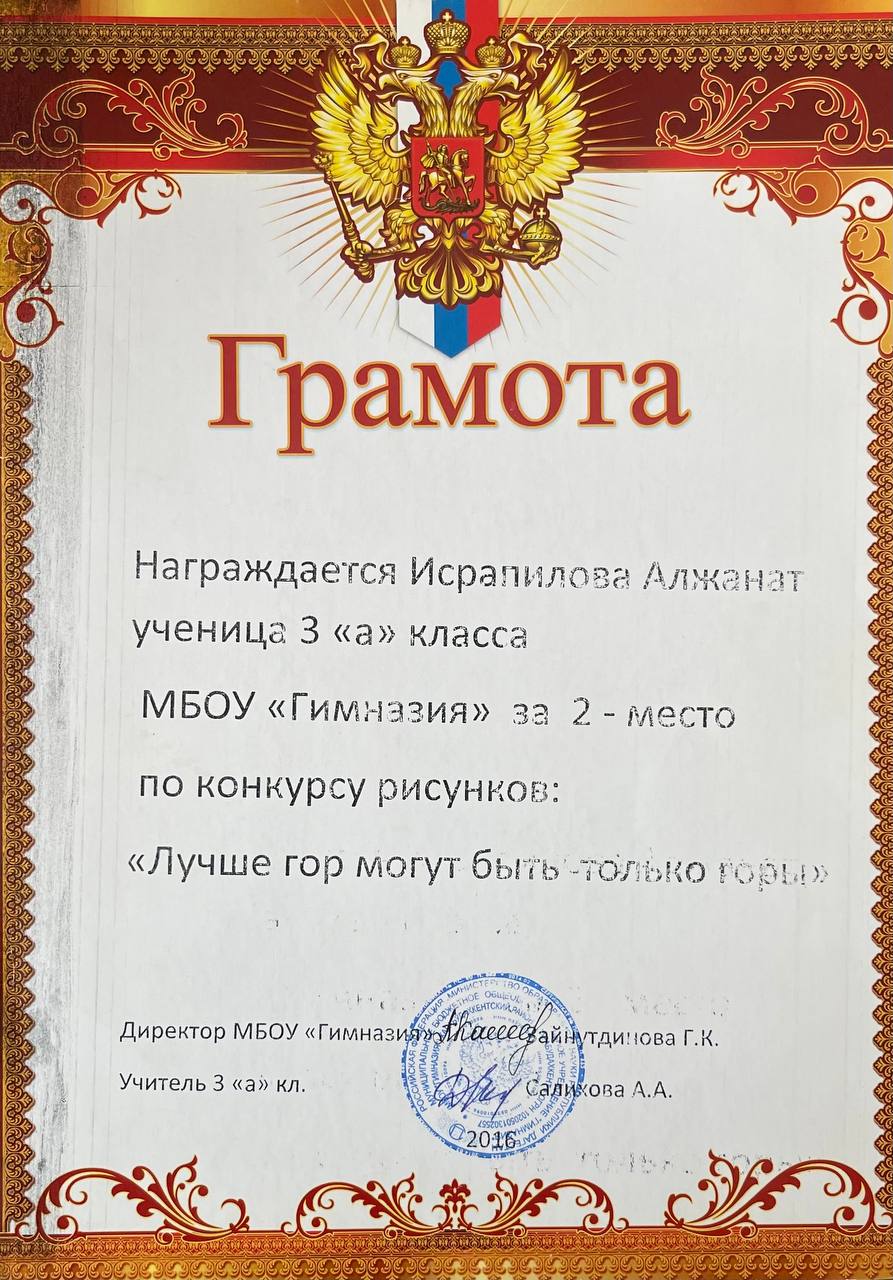 Грамота
Награждается Исрапилова Алжанат
ученица 3 «а» класса
МБОУ «Гимназия» за 2 - место
по конкурсу рисунков:
«Лучше гор могут быть -только горы»
Директор МБОУ «Гимназия» Зайнутдинова Г.К.
Учитель 3 «а» кл. Салихова А.А.
2016